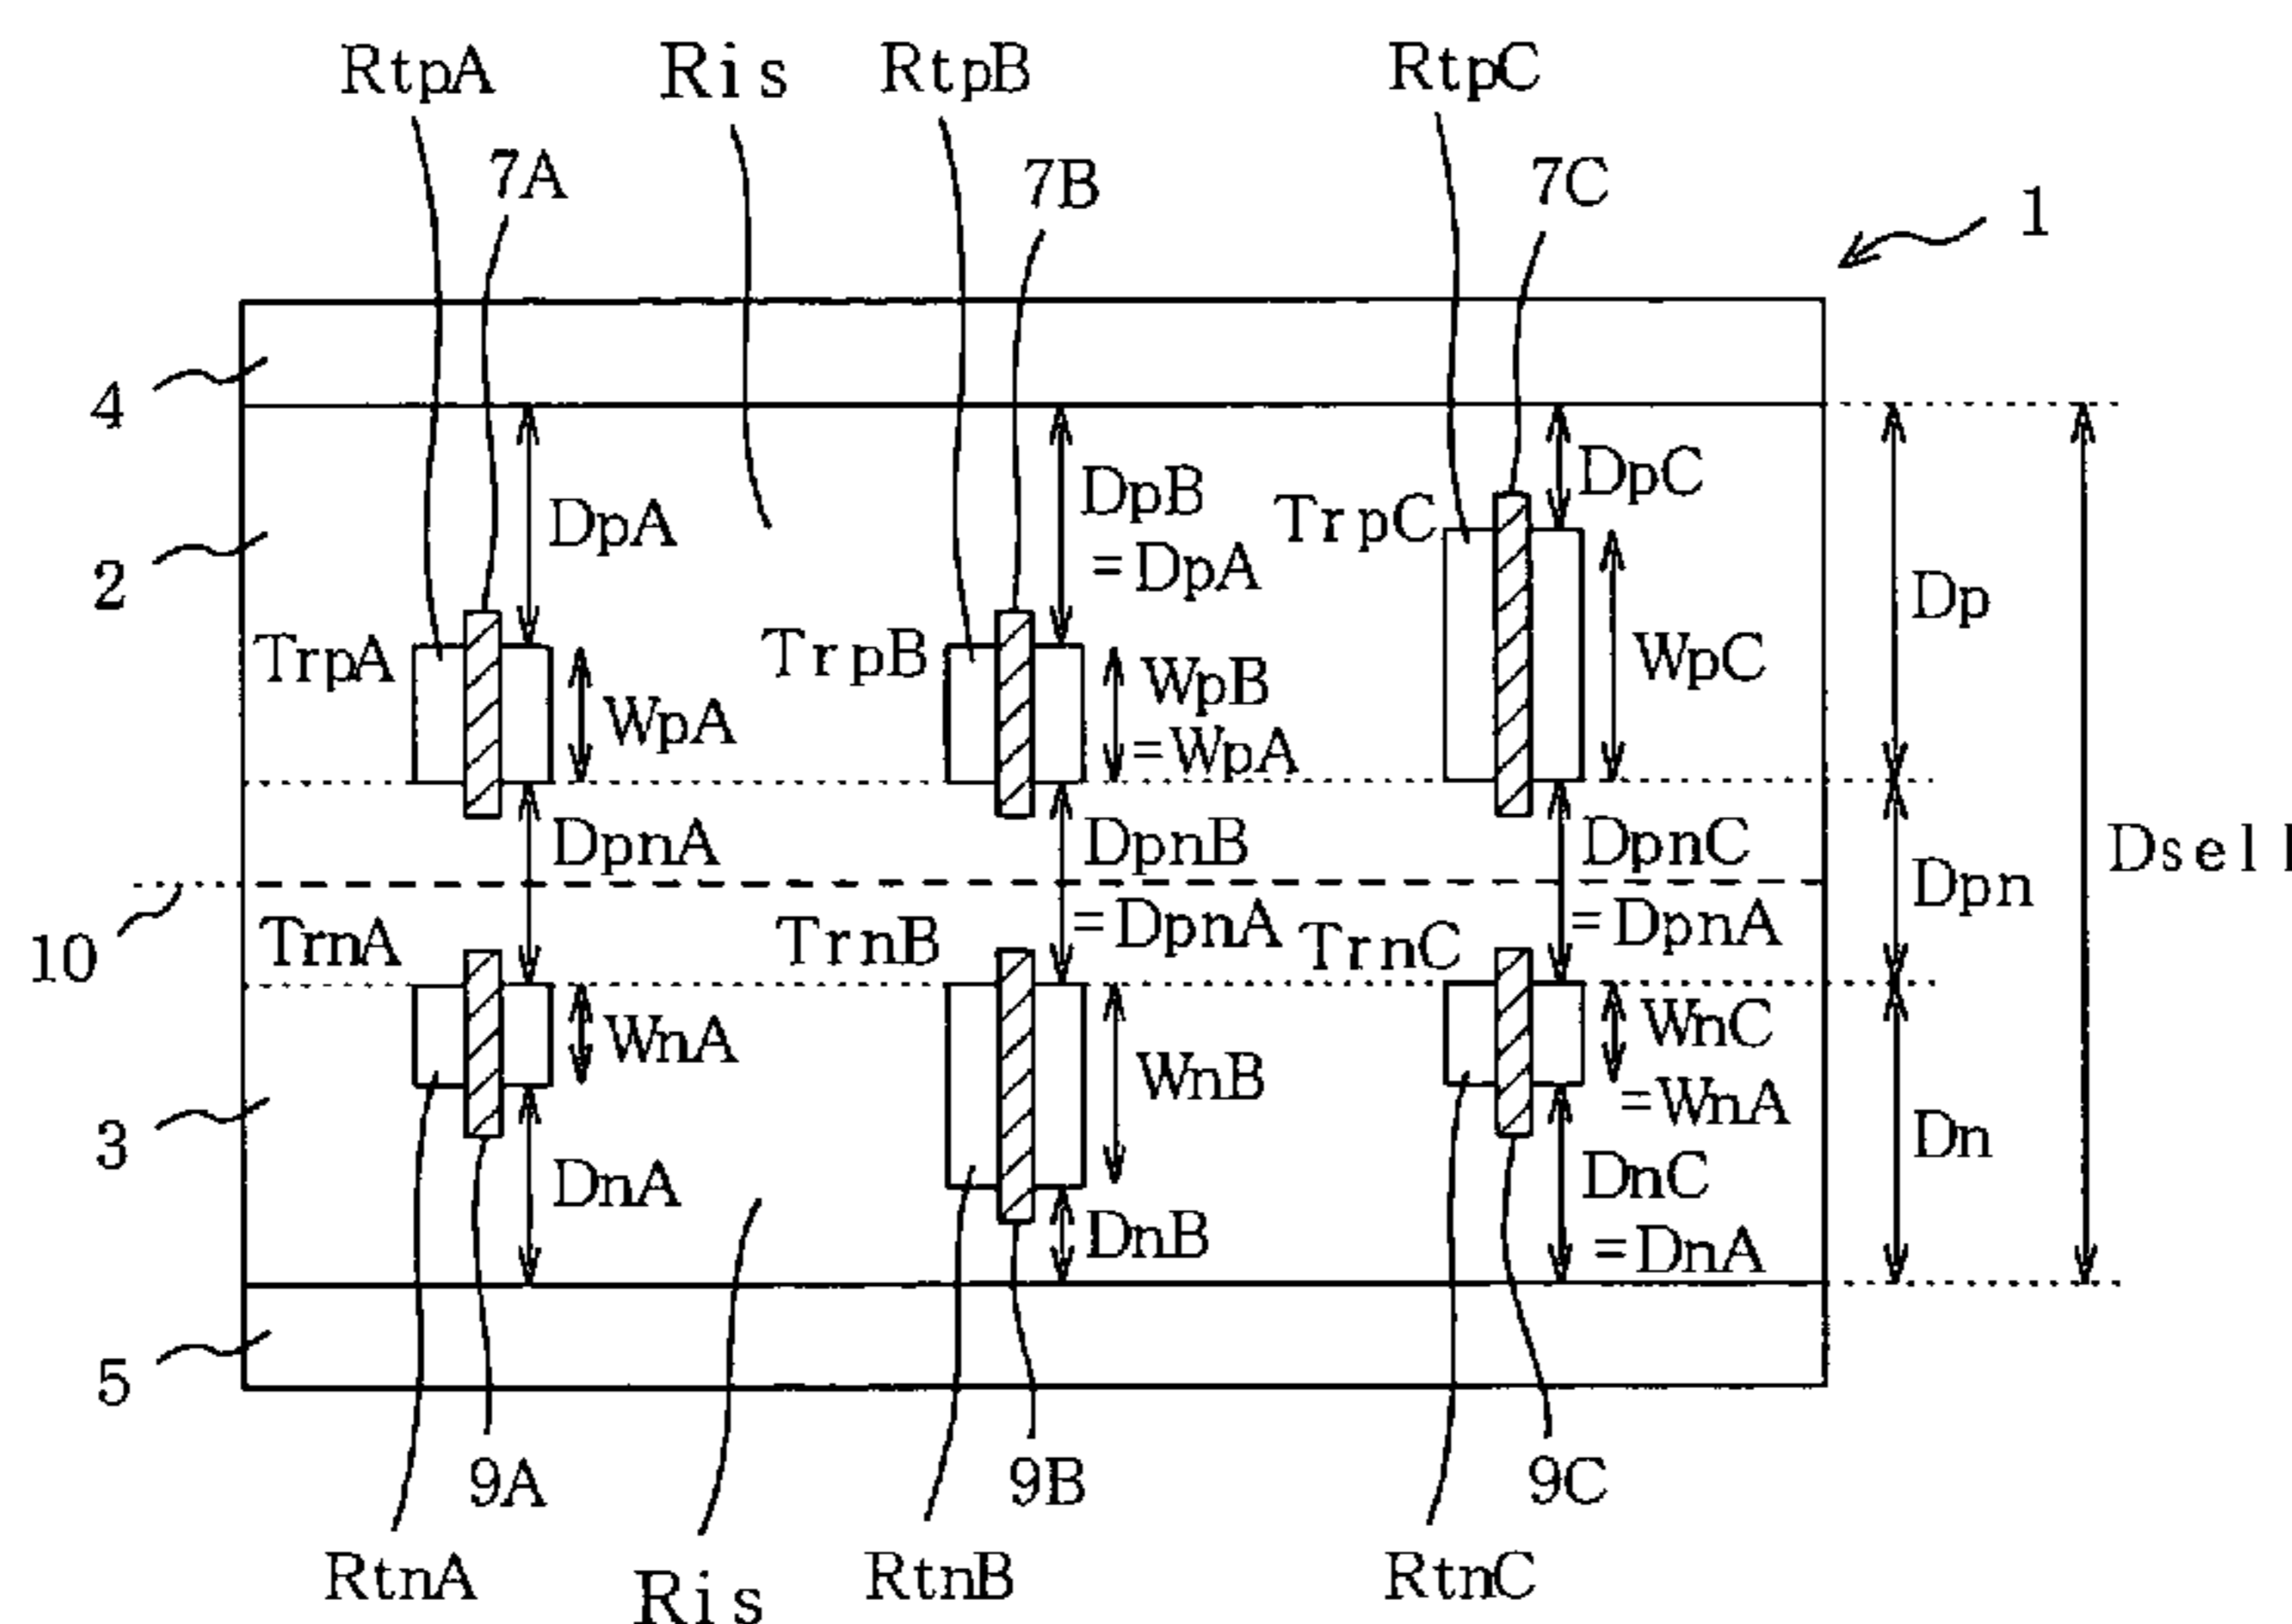 RtpA Ris RtpB RtpC
7A 7B 7C 1
4
2
DpA
DpB
=DpA
DpC
TrpA
WpA
TrpB
WpB
=WpA
TrpC
WpC
Dp
DpnA
DpnB
=DpnA
DpnC
=DpnA
Dpn
Dsell
10
TrnA
TrnB
TrnC
WnA
WnB
WnC
=WnA
3
DnA
DnB
DnC
=DnA
Dn
5
9A 9B 9C
RtnA Ris RtnB RtnC